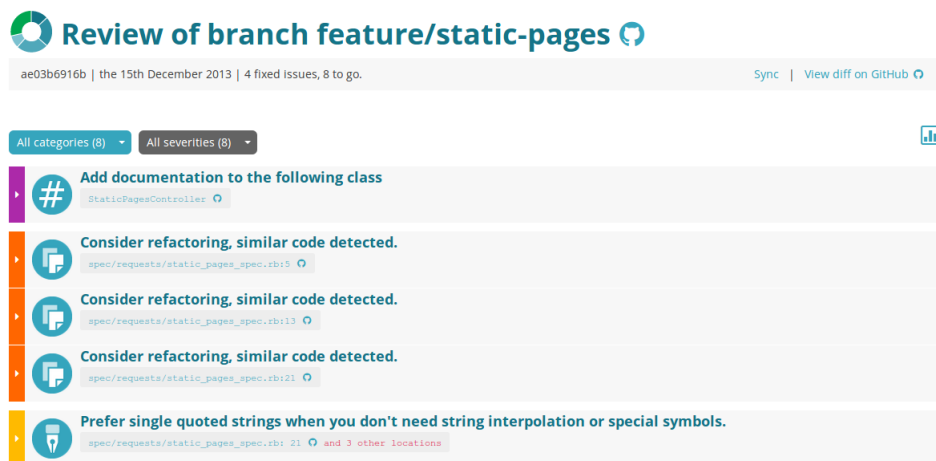 Review of branch feature/static-pages
ae03b6916b | the 15th December 2013 | 4 fixed issues, 8 to go. Sync | View diff on GitHub
All categories (8) All severities (8)
Add documentation to the following class
#
StaticPagesController
Consider refactoring, similar code detected.
spec/requests/static_pages_spec.rb:5
Consider refactoring, similar code detected.
spec/requests/static_pages_spec.rb:13
Consider refactoring, similar code detected.
spec/requests/static_pages_spec.rb:21
Prefer single quoted strings when you don't need string interpolation or special symbols.
spec/requests/static_pages_spec.rb: 21 and 3 other locations